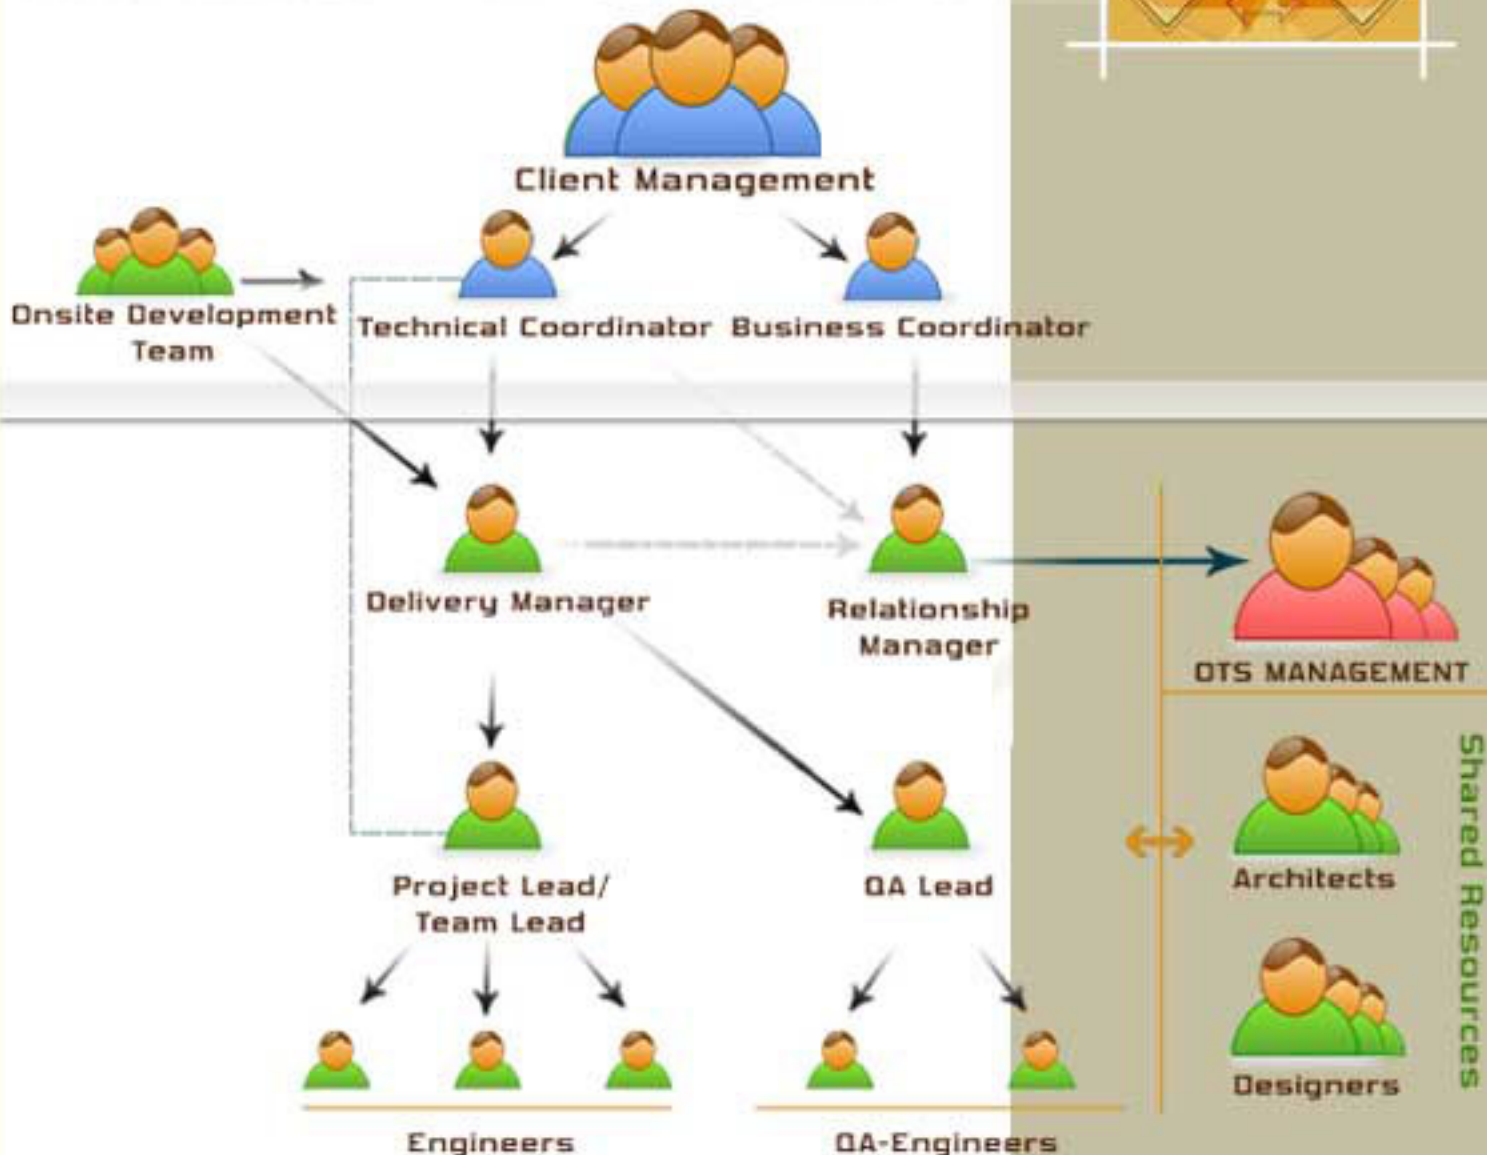 Client Management
Onsite Development
Team
Technical Coordinator
Business Coordinator
Delivery Manager
Relationship
Manager
OTS MANAGEMENT
Project Lead/
Team Lead
QA Lead
Architects
Designers
Shared Resources
Engineers
QA-Engineers